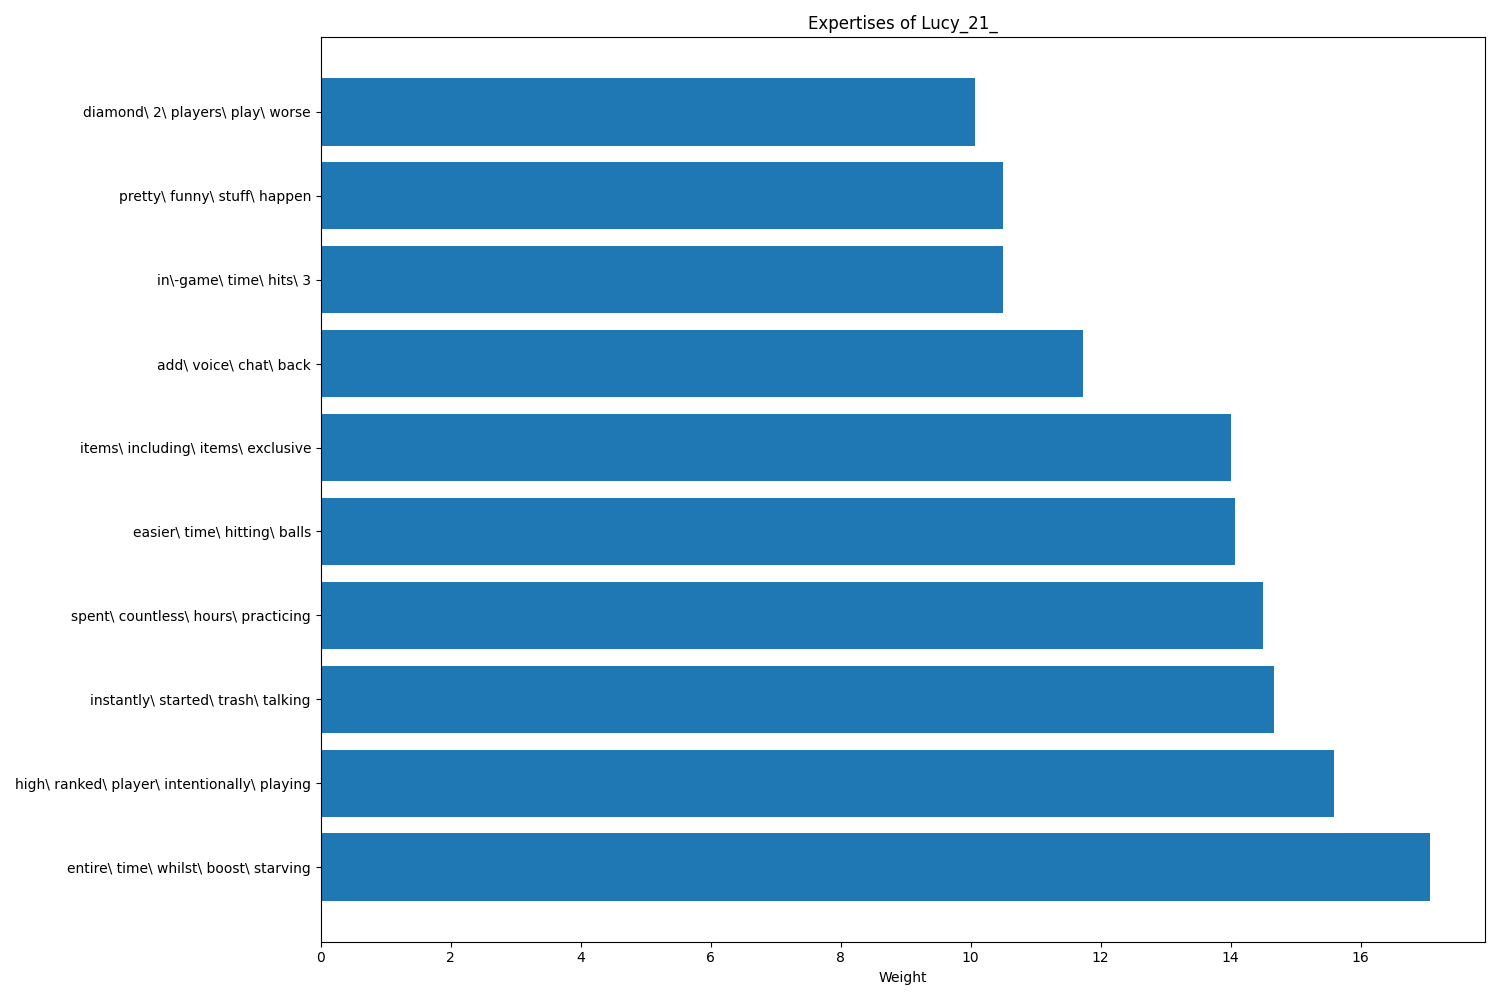 Expertises of Lucy_21_
diamond\ 2\ players\ play\ worse
pretty\ funny\ stuff\ happen
in\-game\ time\ hits\ 3
add\ voice\ chat\ back
items\ including\ items\ exclusive
easier\ time\ hitting\ balls
spent\ countless\ hours\ practicing
instantly\ started\ trash\ talking
high\ ranked\ player\ intentionally\ playing
entire\ time\ whilst\ boost\ starving
0 2 4 6 8 10 12 14 16
Weight